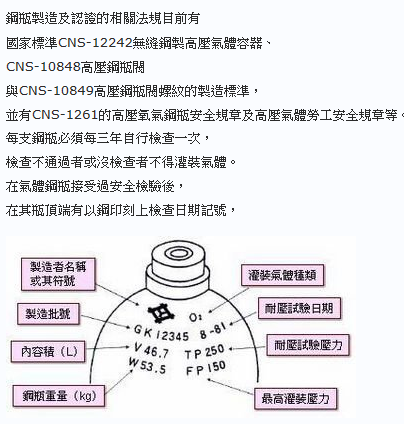 鋼瓶製造及認證的相關法規目前有
國家標準CNS-12242無縫鋼製高壓氣體容器、
CNS-10848高壓鋼瓶閥
與CNS-10849高壓鋼瓶閥螺紋的製造標準，
並有CNS-1261的高壓氧氣鋼瓶安全規章及高壓氣體勞工安全規章等。
每支鋼瓶必須每三年自行檢查一次，
檢查不通過者或沒檢查者不得灌裝氣體。
在氣體鋼瓶接受過安全檢驗後，
在其瓶頂端有以鋼印刻上檢查日期記號，
製造者名稱
或其符號
灌裝氣體種類
製造批號
O₂
耐壓試驗日期
GK12345 8-81
內容積（L）
V 46.7 TP 250
耐壓試驗壓力
W 53.5 FP 150
鋼瓶重量（kg）
最高灌裝壓力